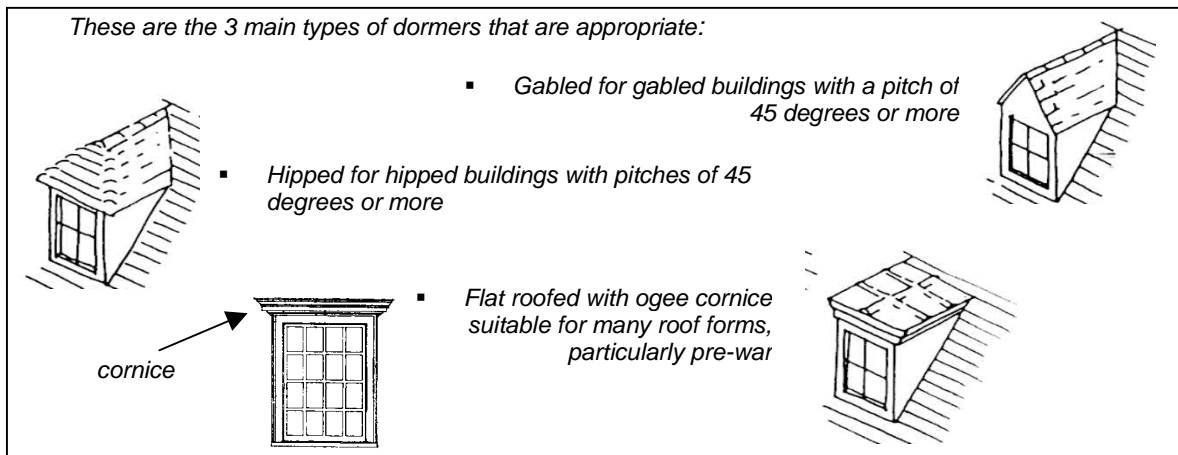 These are the 3 main types of dormers that are appropriate:
▪ Gabled for gabled buildings with a pitch of
45 degrees or more
▪ Hipped for hipped buildings with pitches of 45
degrees or more
▪ Flat roofed with ogee cornice
suitable for many roof forms,
particularly pre-war
cornice